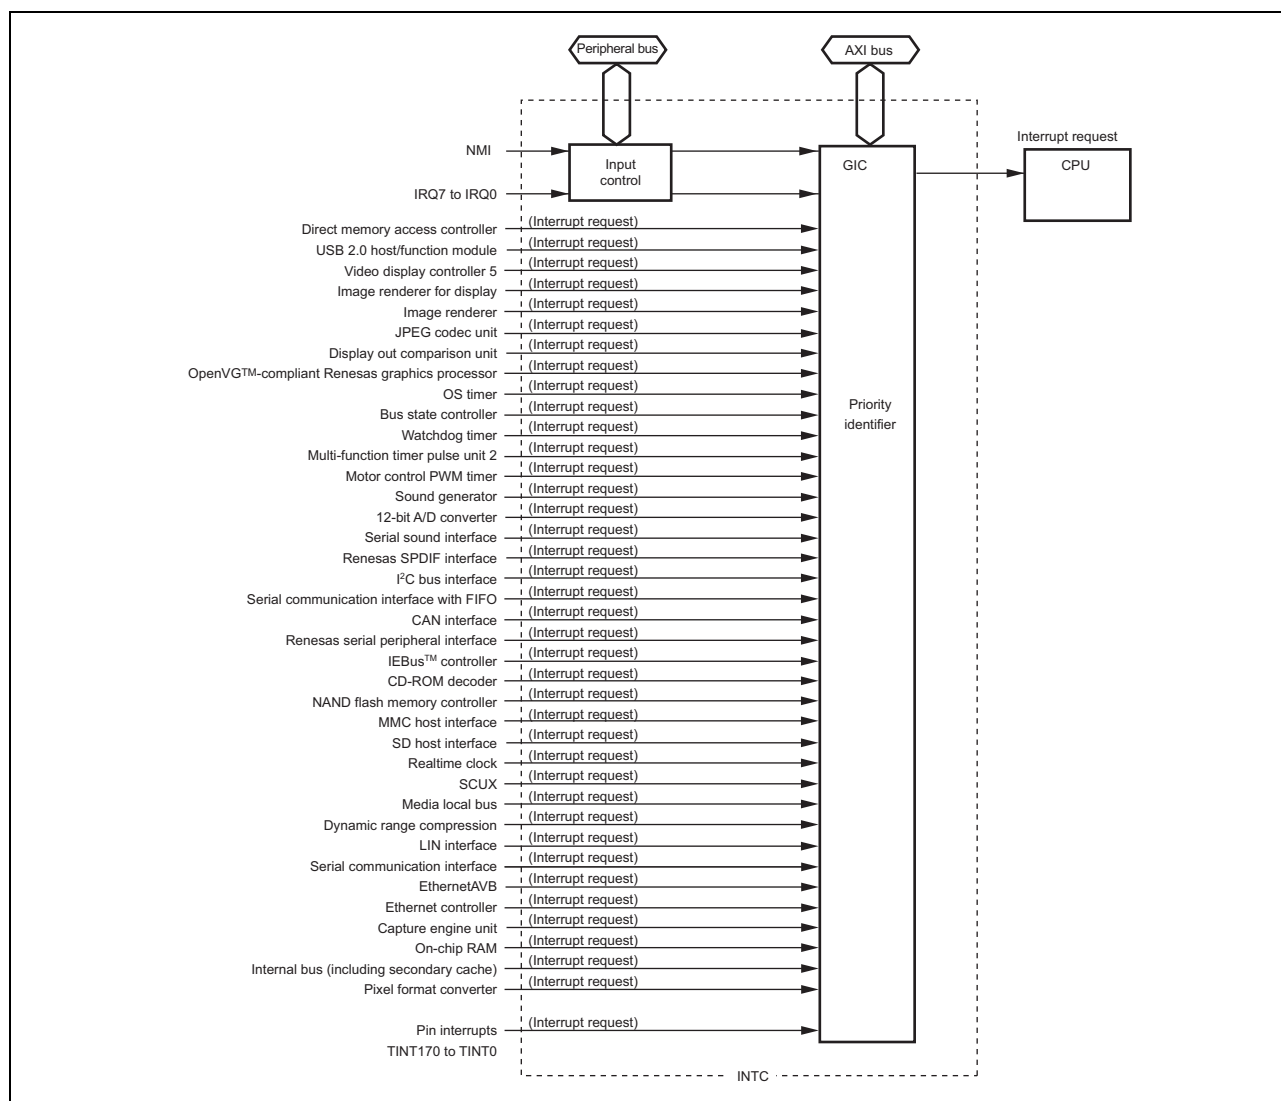 Peripheral bus
AXI bus
Interrupt request
NMI
Input
control
GIC
CPU
IRQ7 to IRQ0
Direct memory access controller (Interrupt request)
USB 2.0 host/function module (Interrupt request)
Video display controller 5 (Interrupt request)
Image renderer for display (Interrupt request)
Image renderer (Interrupt request)
JPEG codec unit (Interrupt request)
Display out comparison unit (Interrupt request)
OpenVG™-compliant Renesas graphics processor (Interrupt request)
OS timer (Interrupt request)
Bus state controller (Interrupt request)
Watchdog timer (Interrupt request)
Multi-function timer pulse unit 2 (Interrupt request)
Motor control PWM timer (Interrupt request)
Sound generator (Interrupt request)
12-bit A/D converter (Interrupt request)
Serial sound interface (Interrupt request)
Renesas SPDIF interface (Interrupt request)
I²C bus interface (Interrupt request)
Serial communication interface with FIFO (Interrupt request)
CAN interface (Interrupt request)
Renesas serial peripheral interface (Interrupt request)
IEBus™ controller (Interrupt request)
CD-ROM decoder (Interrupt request)
NAND flash memory controller (Interrupt request)
MMC host interface (Interrupt request)
SD host interface (Interrupt request)
Realtime clock (Interrupt request)
SCUX (Interrupt request)
Media local bus (Interrupt request)
Dynamic range compression (Interrupt request)
LIN interface (Interrupt request)
Serial communication interface (Interrupt request)
EthernetAVB (Interrupt request)
Ethernet controller (Interrupt request)
Capture engine unit (Interrupt request)
On-chip RAM (Interrupt request)
Internal bus (including secondary cache) (Interrupt request)
Pixel format converter (Interrupt request)
Pin interrupts (Interrupt request)
TINT170 to TINT0
Priority
identifier
INTC